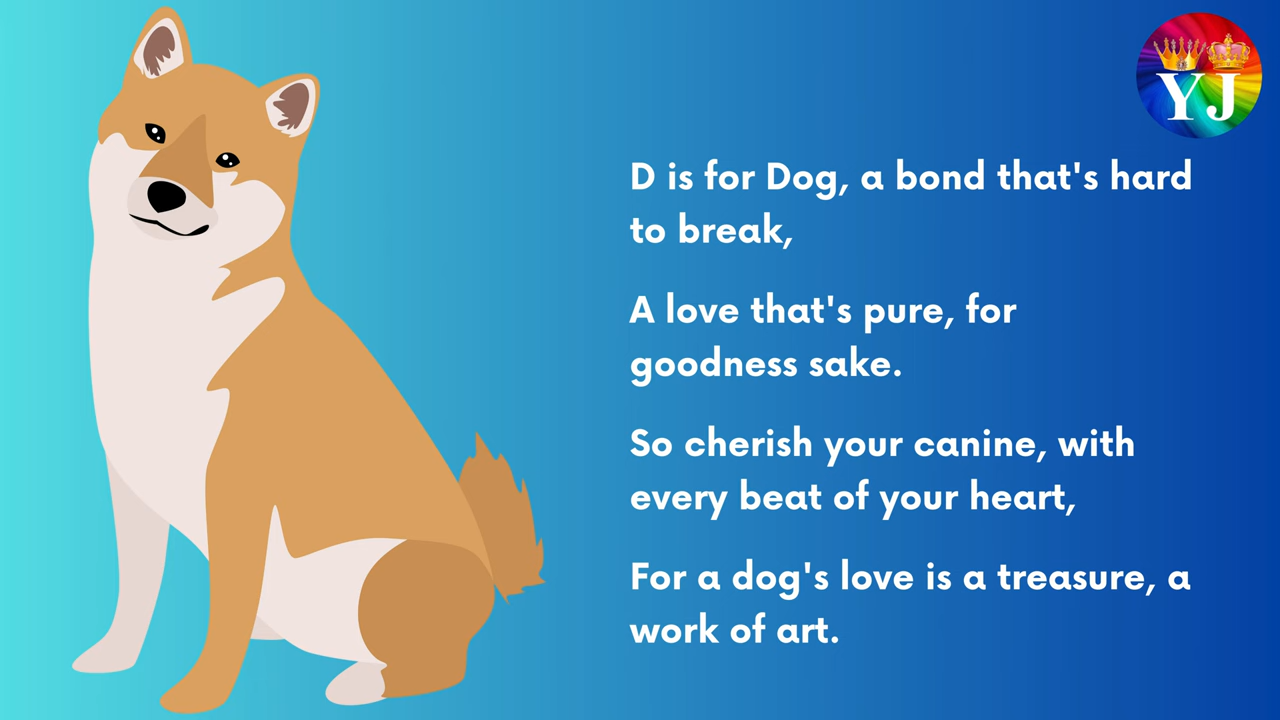 YJ
D is for Dog, a bond that's hard
to break,
A love that's pure, for
goodness sake.
So cherish your canine, with
every beat of your heart,
For a dog's love is a treasure, a
work of art.